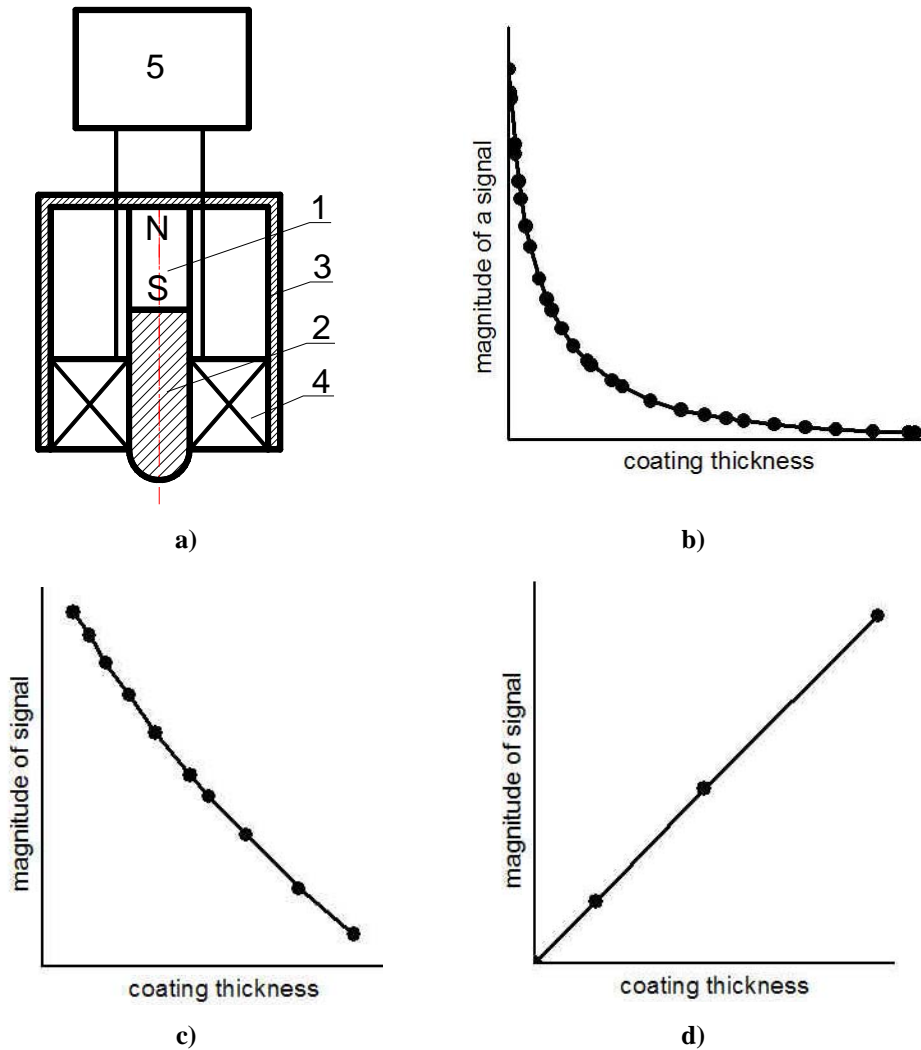 5
N
S
1
3
2
4
a)
magnitude of a signal
coating thickness
b)
magnitude of signal
coating thickness
c)
magnitude of signal
coating thickness
d)